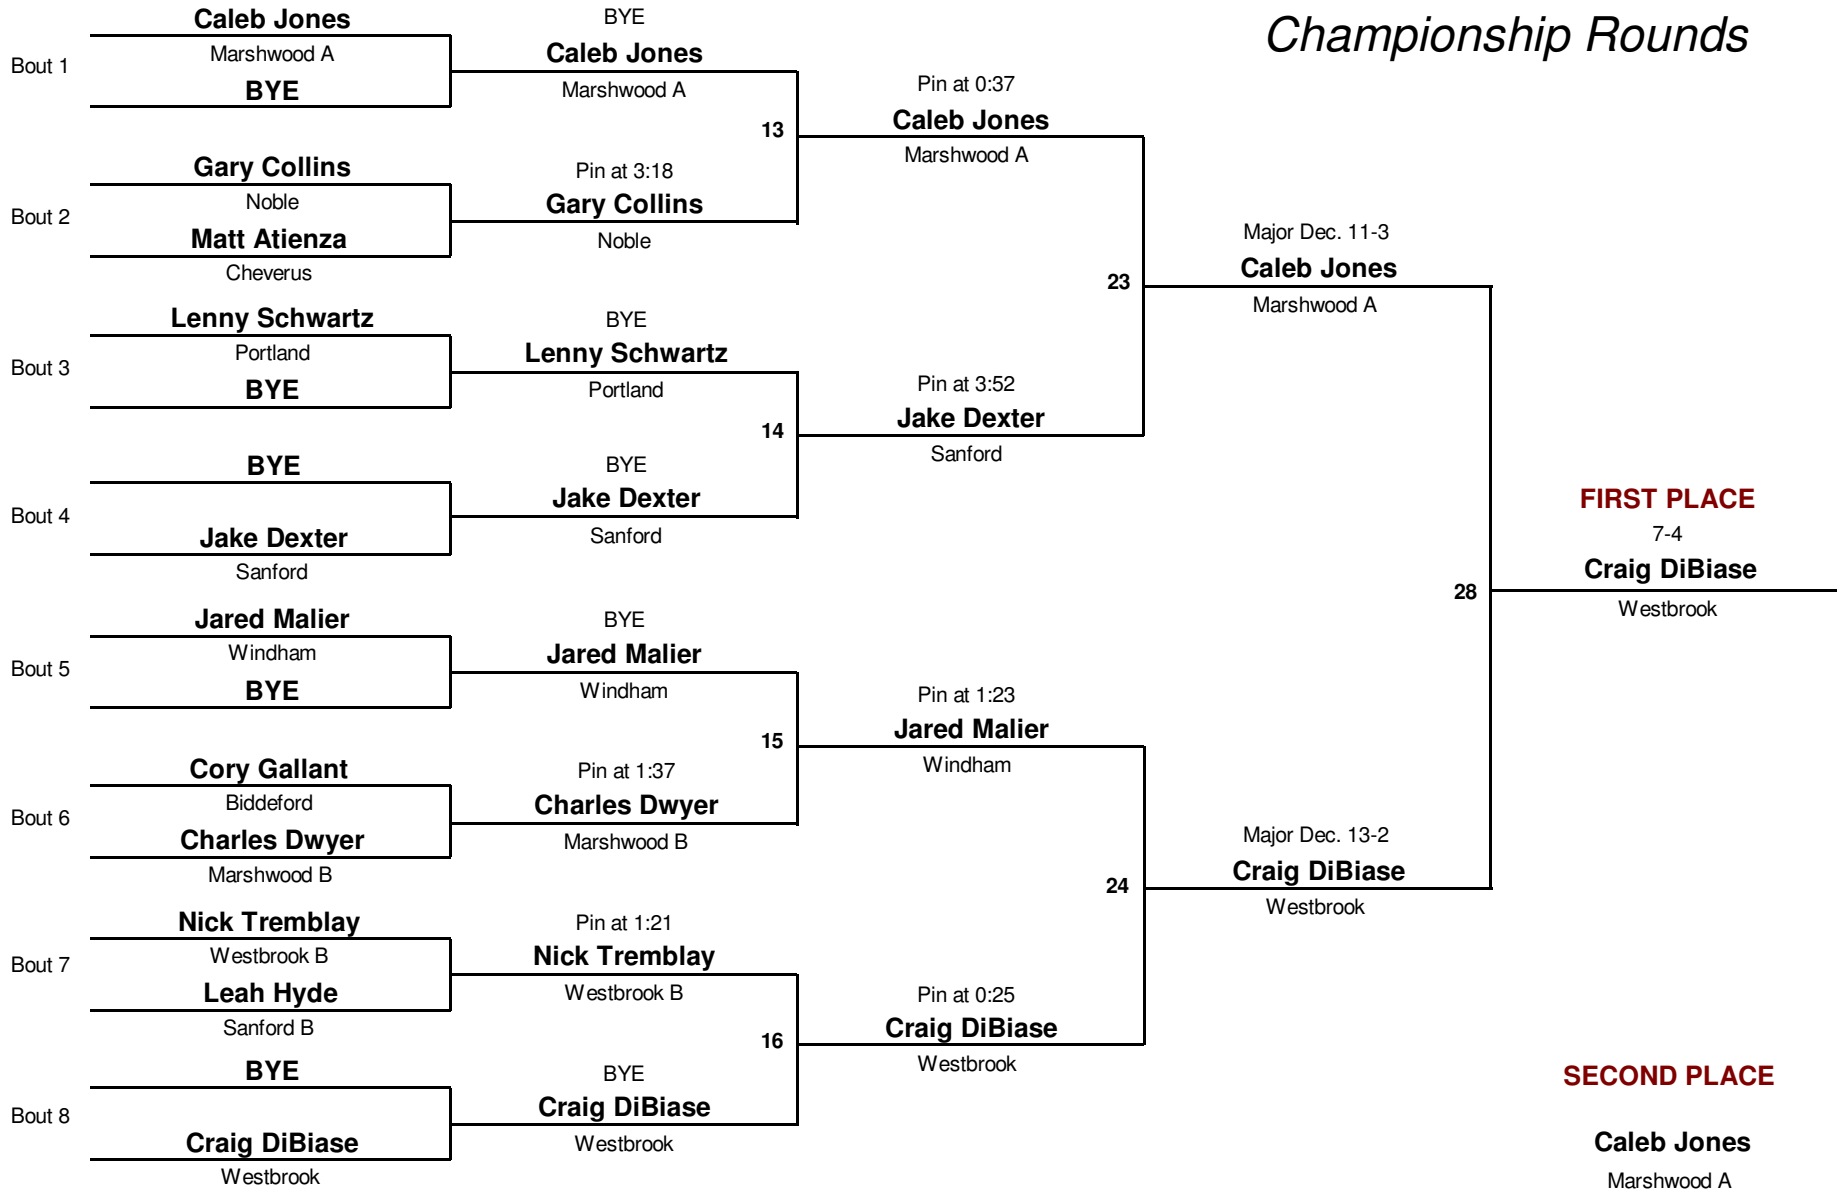 Championship Rounds
Bout 1
Caleb Jones
Marshwood A
BYE
Bout 2
Gary Collins
Noble
Matt Atienza
Cheverus
Bout 3
Lenny Schwartz
Portland
BYE
Bout 4
BYE
Jake Dexter
Sanford
Bout 5
Jared Malier
Windham
BYE
Bout 6
Cory Gallant
Biddeford
Charles Dwyer
Marshwood B
Bout 7
Nick Tremblay
Westbrook B
Leah Hyde
Sanford B
Bout 8
BYE
Craig DiBiase
Westbrook
BYE
Caleb Jones
Marshwood A
13
Pin at 3:18
Gary Collins
Noble
BYE
Lenny Schwartz
Portland
14
BYE
Jake Dexter
Sanford
BYE
Jared Malier
Windham
15
Pin at 1:37
Charles Dwyer
Marshwood B
Pin at 1:21
Nick Tremblay
Westbrook B
16
BYE
Craig DiBiase
Westbrook
Pin at 0:37
Caleb Jones
Marshwood A
23
Pin at 3:52
Jake Dexter
Sanford
Pin at 1:23
Jared Malier
Windham
24
Pin at 0:25
Craig DiBiase
Westbrook
Major Dec. 11-3
Caleb Jones
Marshwood A
28
Major Dec. 13-2
Craig DiBiase
Westbrook
FIRST PLACE
7-4
Craig DiBiase
Westbrook
SECOND PLACE
Caleb Jones
Marshwood A